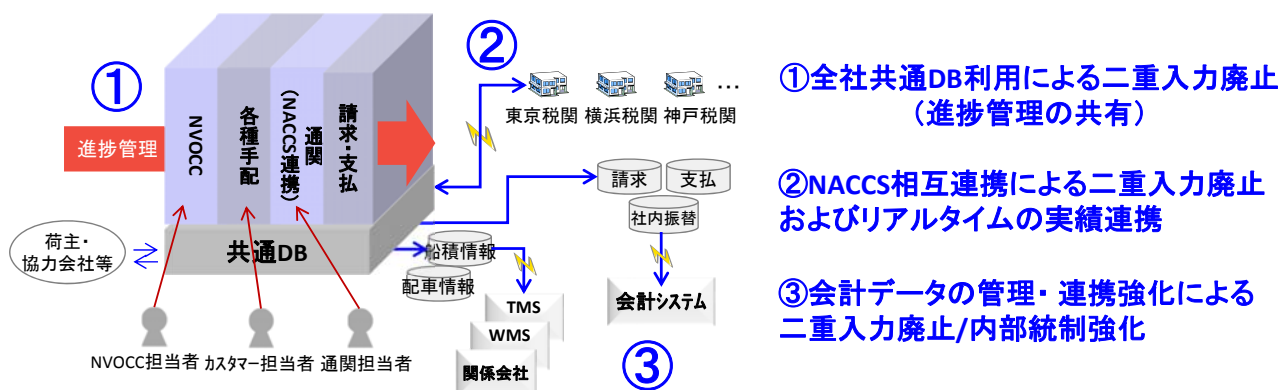 ①
進捗管理
NVOCC
各種手配
通関
(NACCS連携)
請求・支払
共通DB
荷主・
協力会社等
NVOCC担当者
カスタマー担当者
通関担当者
②
東京税関
横浜税関
神戸税関
…
請求
支払
社内振替
船積情報
配車情報
TMS
WMS
関係会社
会計システム
③
①全社共通DB利用による二重入力廃止
(進捗管理の共有)
②NACCS相互連携による二重入力廃止
およびリアルタイムの実績連携
③会計データの管理・連携強化による
二重入力廃止/内部統制強化